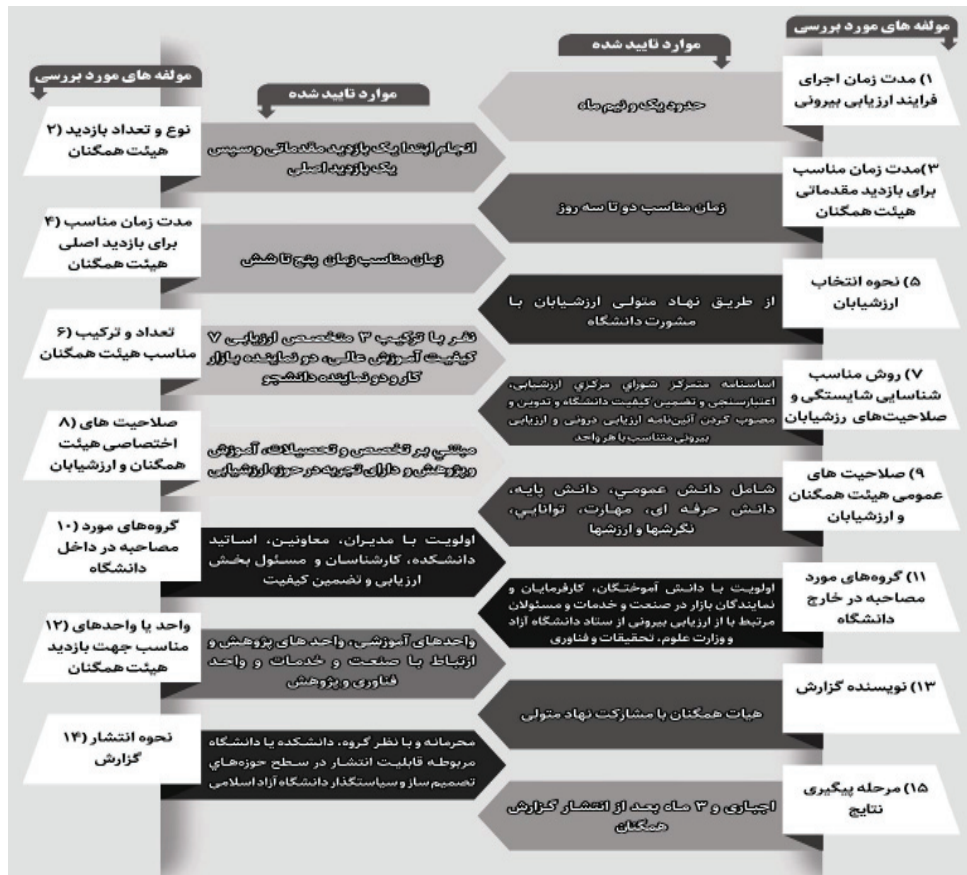 مولفه های مورد بررسی
موارد تایید شده
موارد تایید شده
مولفه های مورد بررسی
۱) مدت زمان اجرای
فرایند ارزیابی بیرونی
حدود یک و نیم ماه
نوع و تعداد بازدید (۲
هیئت همگنان
انجام ابتدا یک بازدید مقدماتی و سپس
یک بازدید اصلی
۳)مدت زمان مناسب
برای بازدید مقدماتی
هیئت همگنان
زمان مناسب دو تا سه روز
مدت زمان مناسب (۴
برای بازدید اصلی
هیئت همگنان
زمان مناسب زمان پنج تا شش
۵) نحوه انتخاب
ارزشیابان
از طریق نهاد متولی ارزشیابان با
مشورت دانشگاه
تعداد و ترکیب (۶
مناسب هیئت همگنان
نفر با ترکیب ۳ متخصص ارزیابی ۷
کیفیت آموزش عالی، دو نماینده بازار
کار و دو نماینده دانشجو
۷) روش مناسب
شناسایی شایستگی و
صلاحیت‌های رزشیابان
اساسنامه متمرکز شورای مرکزی ارزشیابی،
اعتبارسنجی و تضمین کیفیت دانشگاه و تدوین و
مصوب کردن آئین‌نامه ارزیابی درونی و ارزیابی
بیرونی متناسب با هر واحد
صلاحیت های (۸
اختصاصی هیئت
همگنان و ارزشیابان
مبتني بر تخصص و تحصیلات، آموزش
وپژوهش و دارای تجربه در حوزه ارزشیابی
۹) صلاحیت های
عمومی هیئت همگنان
و ارزشیابان
شامل دانش عمومي، دانش پایه،
دانش حرفه ای، مهارت، توانايي،
نگرشها و ارزشها
گروه‌های مورد (۱۰
مصاحبه در داخل
دانشگاه
اولویت با مدیران، معاونین، اساتید
دانشکده، کارشناسان و مسئول بخش
ارزیابی و تضمین کیفیت
۱۱) گروه‌های مورد
مصاحبه در خارج
دانشگاه
اولویت با دانش آموختگان، کارفرمایان و
نمایندگان بازار در صنعت و خدمات و مسئولان
مرتبط با از ارزیابی بیرونی از ستاد دانشگاه آزاد
و وزارت علوم، تحقیقات و فناوری
واحد یا واحدهای (۱۲
مناسب جهت بازدید
هیئت همگنان
واحدهای آموزشی، واحد های پژوهش و
ارتباط با صنعت و خدمات و واحد
فناوری و پژوهش
۱۳) نویسنده گزارش
هیات همگنان با مشارکت نهاد متولی
نحوه انتشار (۱۴
گزارش
محرمانه و با نظر گروه، دانشکده یا دانشگاه
مربوطه قابلیت انتشار در سطح حوزه‌هاي
تصمیم ساز و سیاستگذار دانشگاه آزاد اسلامی
۱۵) مرحله پیگیری
نتایج
اجباری و ۳ ماه بعد از انتشار گزارش
همگنان